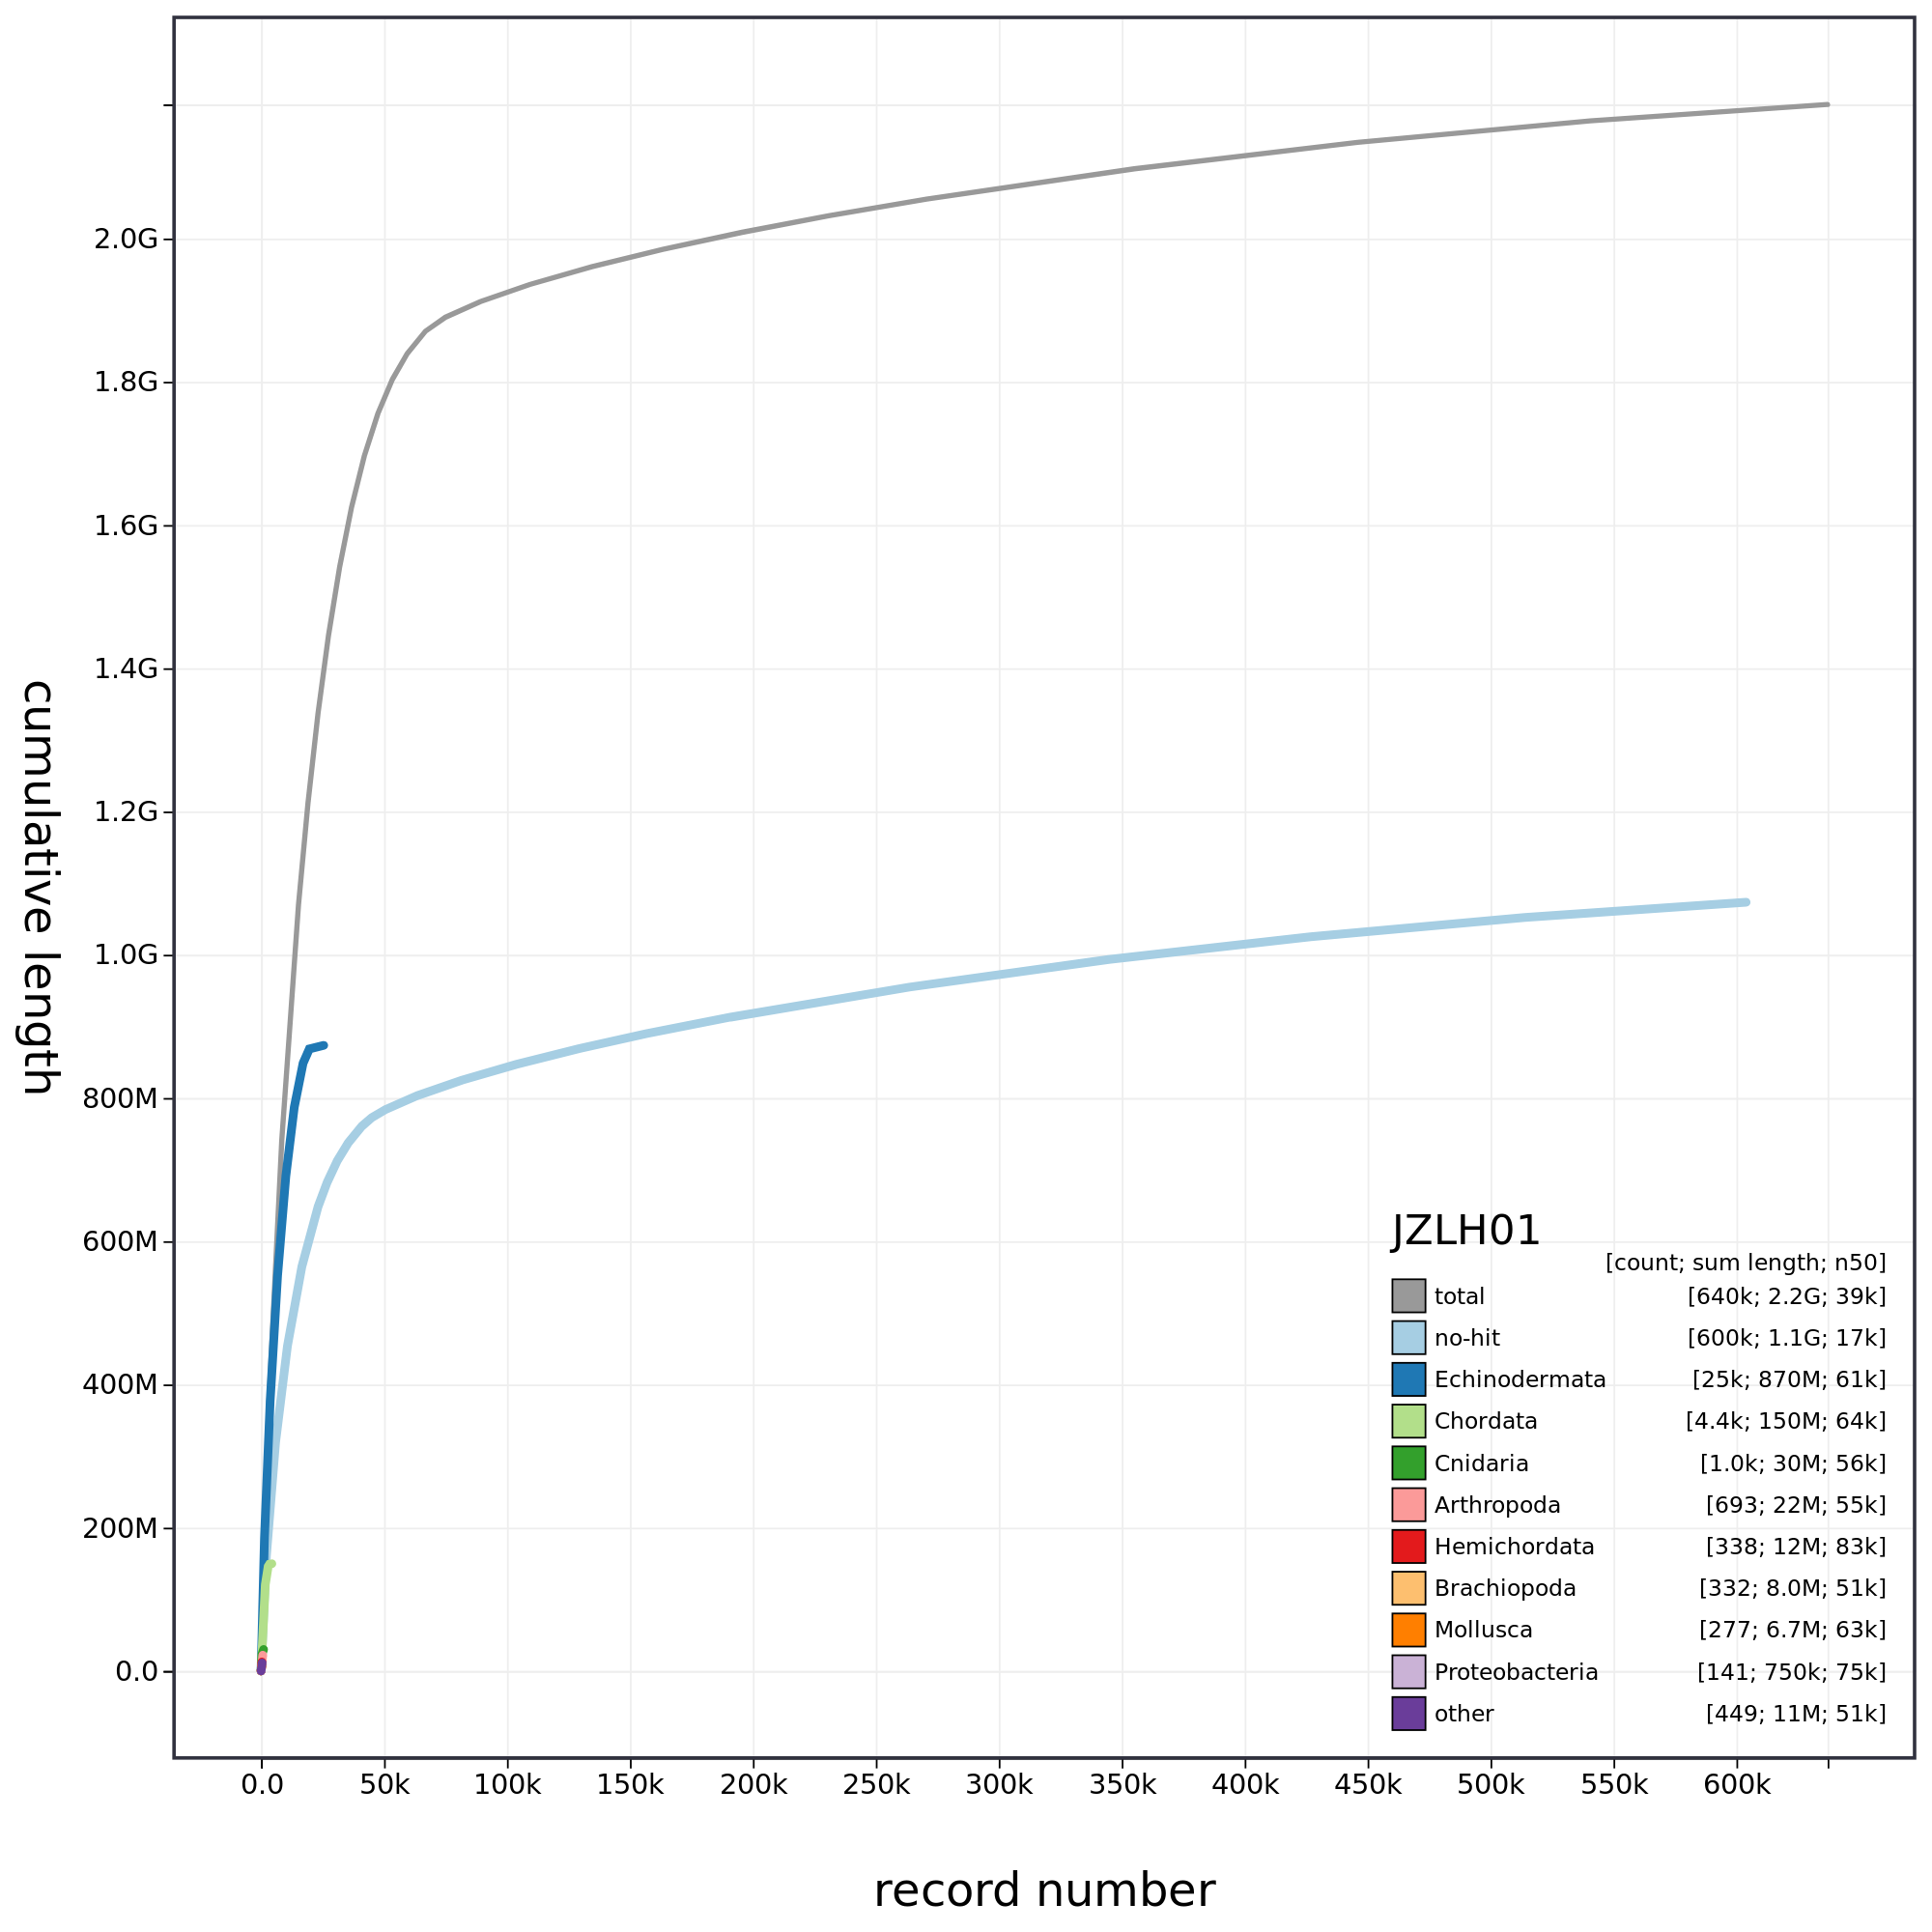 cumulative length
2.0G
1.8G
1.6G
1.4G
1.2G
1.0G
800M
600M
400M
200M
0.0
JZLH01
[count; sum length; n50]
total [640k; 2.2G; 39k]
no-hit [600k; 1.1G; 17k]
Echinodermata [25k; 870M; 61k]
Chordata [4.4k; 150M; 64k]
Cnidaria [1.0k; 30M; 56k]
Arthropoda [693; 22M; 55k]
Hemichordata [338; 12M; 83k]
Brachiopoda [332; 8.0M; 51k]
Mollusca [277; 6.7M; 63k]
Proteobacteria [141; 750k; 75k]
other [449; 11M; 51k]
0.0 50k 100k 150k 200k 250k 300k 350k 400k 450k 500k 550k 600k
record number